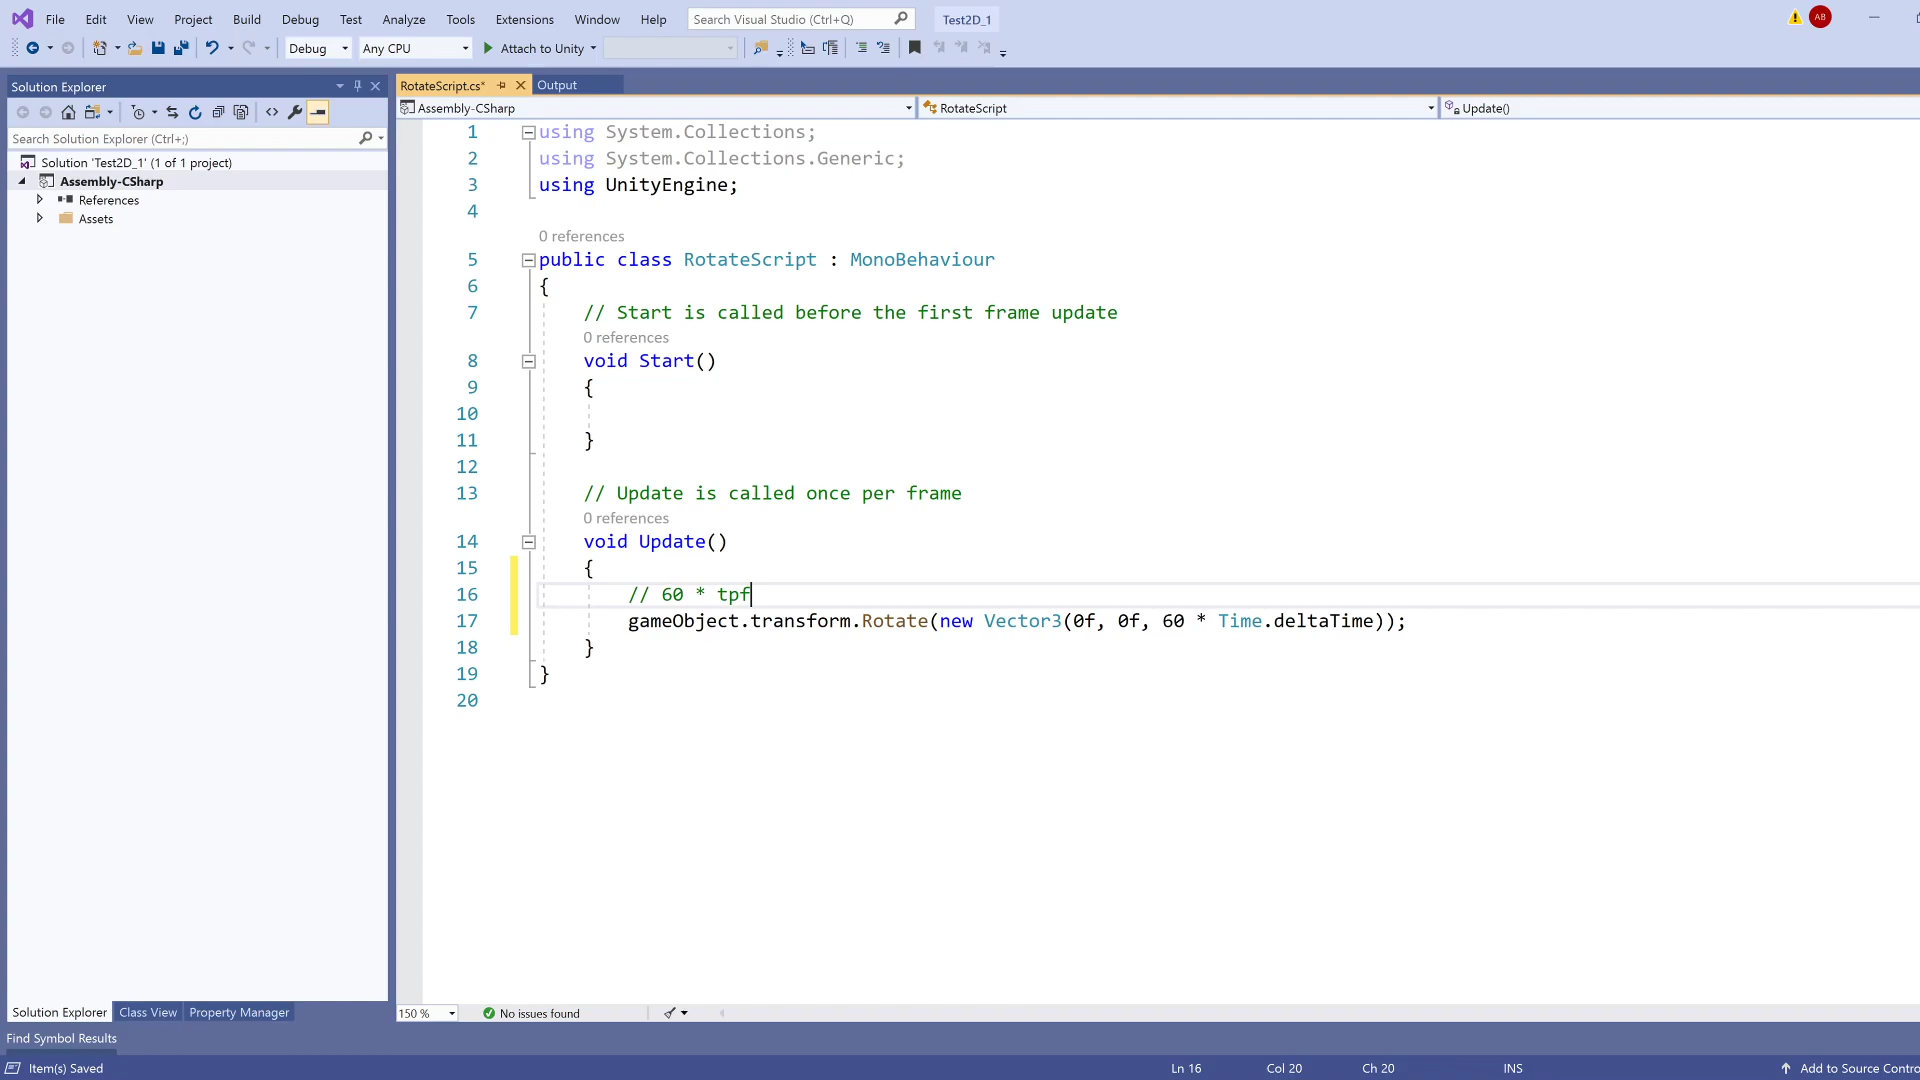 File Edit View Project Build Debug Test Analyze Tools Extensions Window Help Search Visual Studio (Ctrl+Q) Test2D_1 AB
Debug Any CPU Attach to Unity
Solution Explorer
Search Solution Explorer (Ctrl+;)
Solution 'Test2D_1' (1 of 1 project)
Assembly-CSharp
References
Assets
RotateScript.cs* Output
Assembly-CSharp RotateScript Update()
1 using System.Collections;
2 using System.Collections.Generic;
3 using UnityEngine;
4
0 references
5 public class RotateScript : MonoBehaviour
6 {
7 // Start is called before the first frame update
0 references
8 void Start()
9 {
10
11 }
12
13 // Update is called once per frame
0 references
14 void Update()
15 {
16 // 60 * tpf
17 gameObject.transform.Rotate(new Vector3(0f, 0f, 60 * Time.deltaTime));
18 }
19 }
20
150 % No issues found
Solution Explorer Class View Property Manager
Find Symbol Results
Item(s) Saved Ln 16 Col 20 Ch 20 INS Add to Source Contro